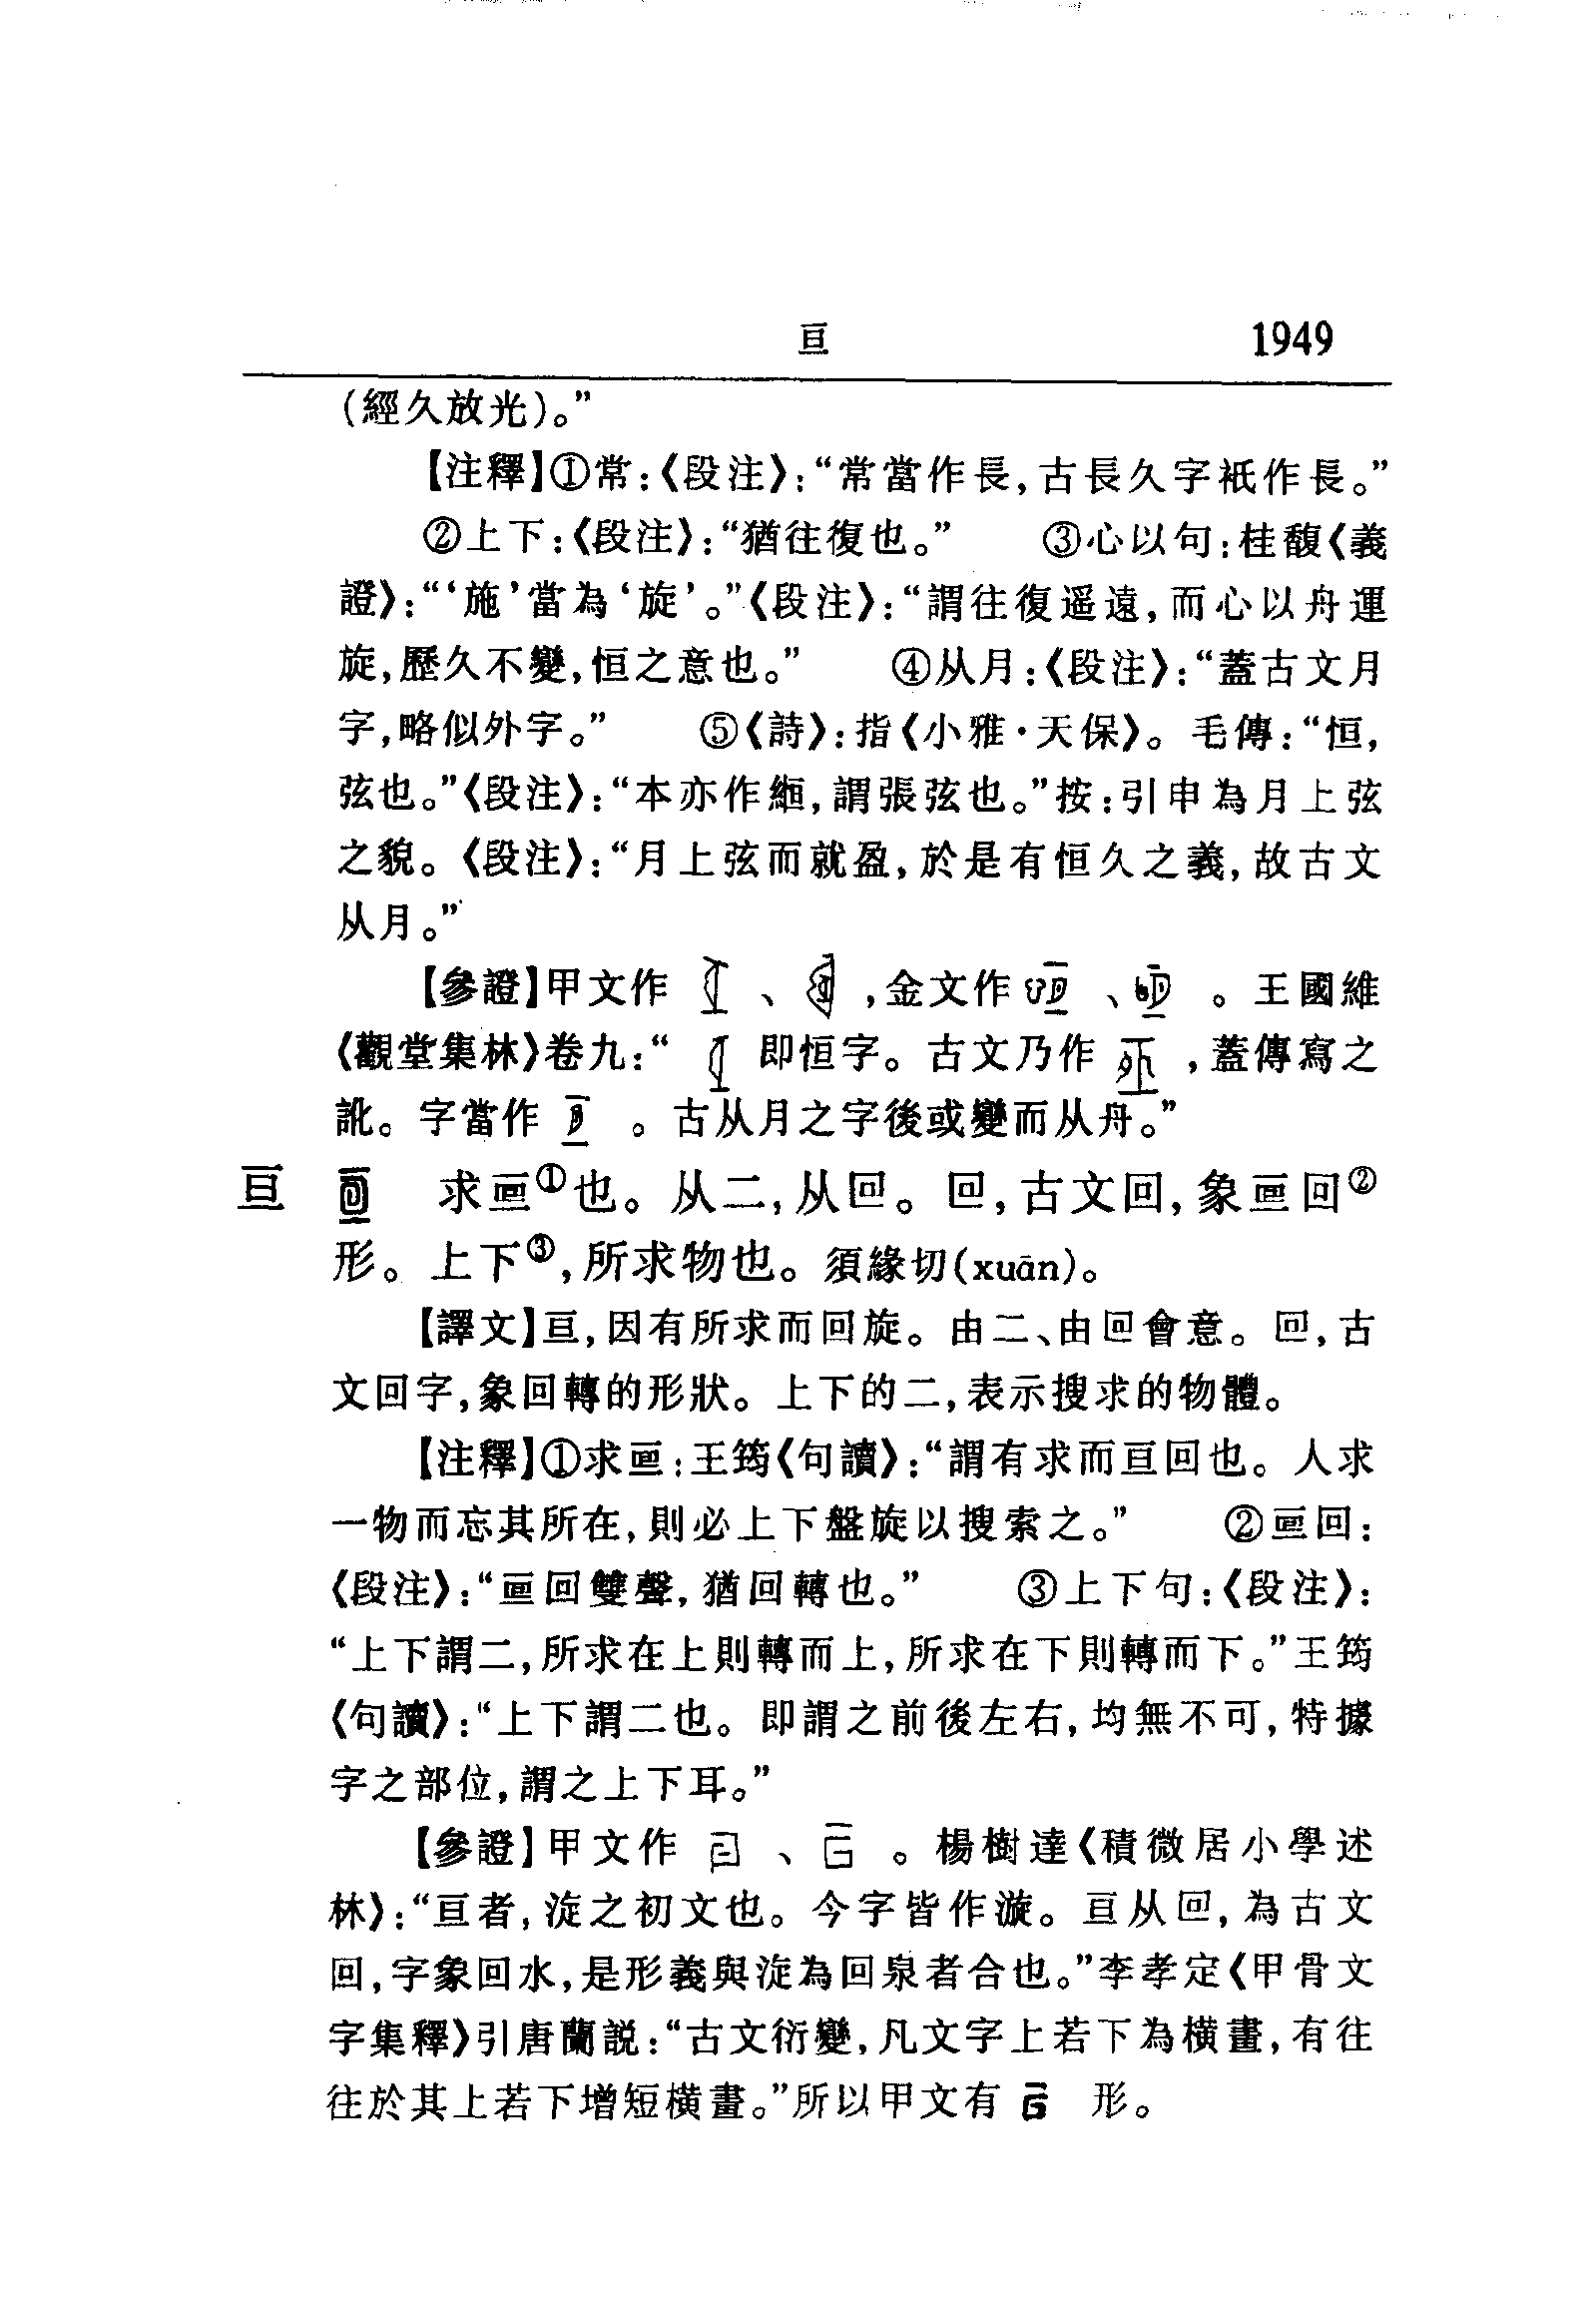 亘 1949
(經久放光)。”
【注釋】①常:《段注》:“常當作長,古長久字衹作長。”
②上下:《段注》:“猶往復也。” ③心以句:桂馥《義
證》:“‘施’當為‘旋’。”《段注》:“謂往復遥遠,而心以舟運
旋,歷久不變,恒之意也。” ④从月:《段注》:“蓋古文月
字,略似外字。” ⑤《詩》:指《小雅·天保》。毛傳:“恒,
弦也。”《段注》:“本亦作緪,謂張弦也。”按:引申為月上弦
之貌。《段注》:“月上弦而就盈,於是有恒久之義,故古文
从月。”
【參證】甲文作 、 ,金文作 、 。王國維
《觀堂集林》卷九:“ 即恒字。古文乃作 ,蓋傳寫之
訛。字當作 。古从月之字後或變而从舟。”
亘 求𠄢①也。从二,从囘。囘,古文回,象𠄢回②
形。上下③,所求物也。須緣切(xuān)。
【譯文】亘,因有所求而回旋。由二、由囘會意。囘,古
文回字,象回轉的形狀。上下的二,表示搜求的物體。
【注釋】①求𠄢:王筠《句讀》:“謂有求而亘回也。人求
一物而忘其所在,則必上下盤旋以搜索之。” ②𠄢回:
《段注》:“𠄢回雙聲,猶回轉也。” ③上下句:《段注》:
“上下謂二,所求在上則轉而上,所求在下則轉而下。”王筠
《句讀》:“上下謂二也。即謂之前後左右,均無不可,特據
字之部位,謂之上下耳。”
【參證】甲文作 、 。楊樹達《積微居小學述
林》:“亘者,淀之初文也。今字皆作漩。亘从囘,為古文
回,字象回水,是形義與淀為回泉者合也。”李孝定《甲骨文
字集釋》引唐蘭説:“古文衍變,凡文字上若下為横畫,有往
往於其上若下增短横畫。”所以甲文有 形。